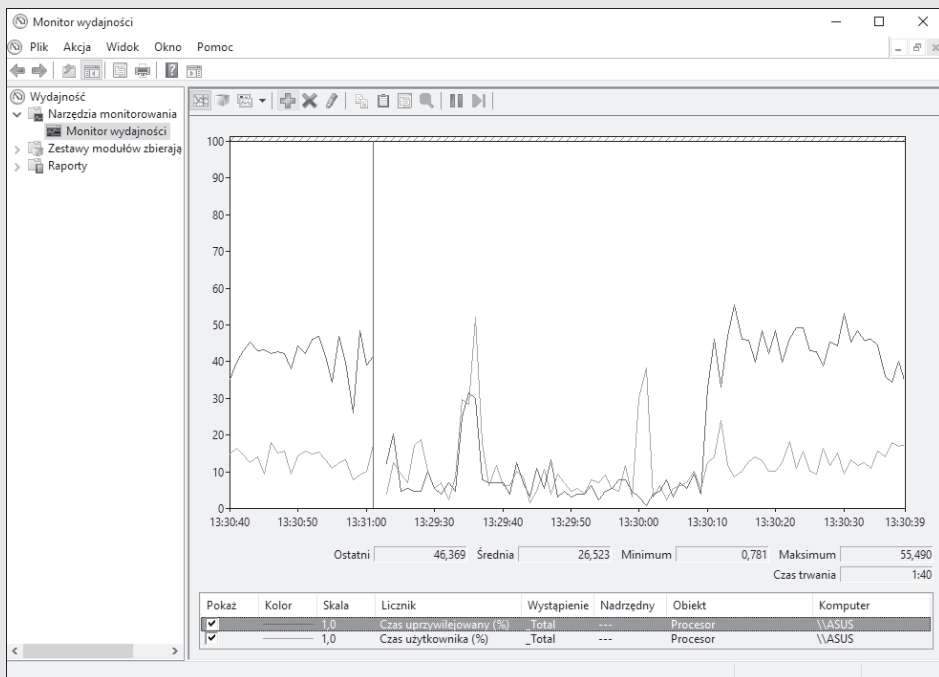 Monitor wydajności
Plik Akcja Widok Okno Pomoc
Wydajność
Narzędzia monitorowania
Monitor wydajności
Zestawy modułów zbierają
Raporty
100
90
80
70
60
50
40
30
20
10
0
13:30:40 13:30:50 13:31:00 13:29:30 13:29:40 13:29:50 13:30:00 13:30:10 13:30:20 13:30:30 13:30:39
Ostatni 46,369 Średnia 26,523 Minimum 0,781 Maksimum 55,490
Czas trwania 1:40
Pokaż Kolor Skala Licznik Wystąpienie Nadrzędny Obiekt Komputer
1,0 Czas uprzywilejowany (%) _Total --- Procesor \\ASUS
1,0 Czas użytkownika (%) _Total --- Procesor \\ASUS